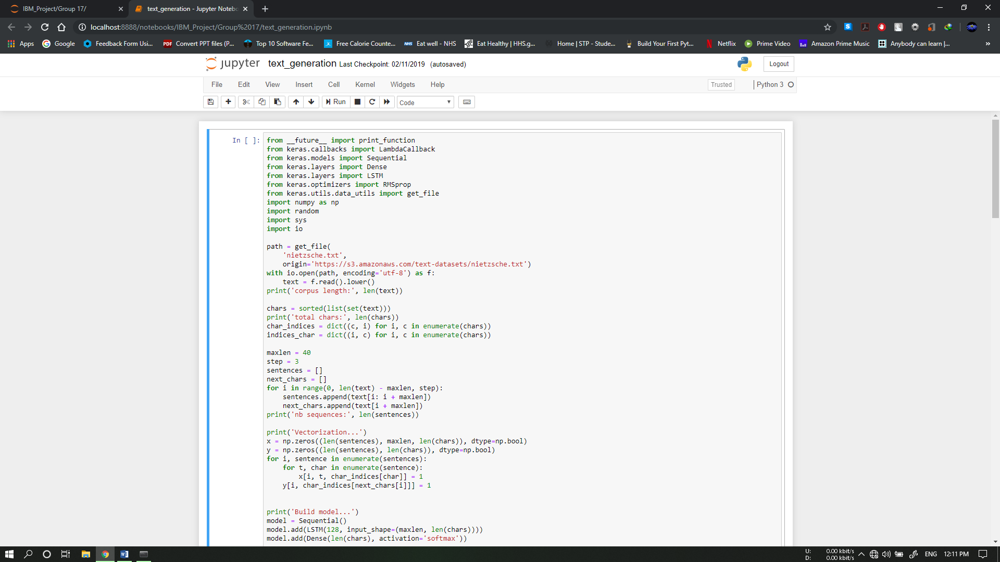 IBM_Project/Group 17/
text_generation - Jupyter Notebo
localhost:8888/notebooks/IBM_Project/Group%2017/text_generation.ipynb
Apps Google Feedback Form Usi... PDF Convert PPT files (P... Top 10 Software Fe... Free Calorie Counte... NHS Eat well - NHS Eat Healthy | HHS.g... Home | STP - Stude... Build Your First Pyt... Netflix Prime Video Amazon Prime Music Anybody can learn |... »
jupyter text_generation Last Checkpoint: 02/11/2019 (autosaved) Logout
File Edit View Insert Cell Kernel Widgets Help Trusted Python 3
Run Code
In [ ]:
from __future__ import print_function
from keras.callbacks import LambdaCallback
from keras.models import Sequential
from keras.layers import Dense
from keras.layers import LSTM
from keras.optimizers import RMSprop
from keras.utils.data_utils import get_file
import numpy as np
import random
import sys
import io
path = get_file(
'nietzsche.txt',
origin='https://s3.amazonaws.com/text-datasets/nietzsche.txt')
with io.open(path, encoding='utf-8') as f:
text = f.read().lower()
print('corpus length:', len(text))
chars = sorted(list(set(text)))
print('total chars:', len(chars))
char_indices = dict((c, i) for i, c in enumerate(chars))
indices_char = dict((i, c) for i, c in enumerate(chars))
maxlen = 40
step = 3
sentences = []
next_chars = []
for i in range(0, len(text) - maxlen, step):
sentences.append(text[i: i + maxlen])
next_chars.append(text[i + maxlen])
print('nb sequences:', len(sentences))
print('Vectorization...')
x = np.zeros((len(sentences), maxlen, len(chars)), dtype=np.bool)
y = np.zeros((len(sentences), len(chars)), dtype=np.bool)
for i, sentence in enumerate(sentences):
for t, char in enumerate(sentence):
x[i, t, char_indices[char]] = 1
y[i, char_indices[next_chars[i]]] = 1
print('Build model...')
model = Sequential()
model.add(LSTM(128, input_shape=(maxlen, len(chars))))
model.add(Dense(len(chars), activation='softmax'))
U: 0.00 kbit/s
D: 0.00 kbit/s
ENG 12:11 PM